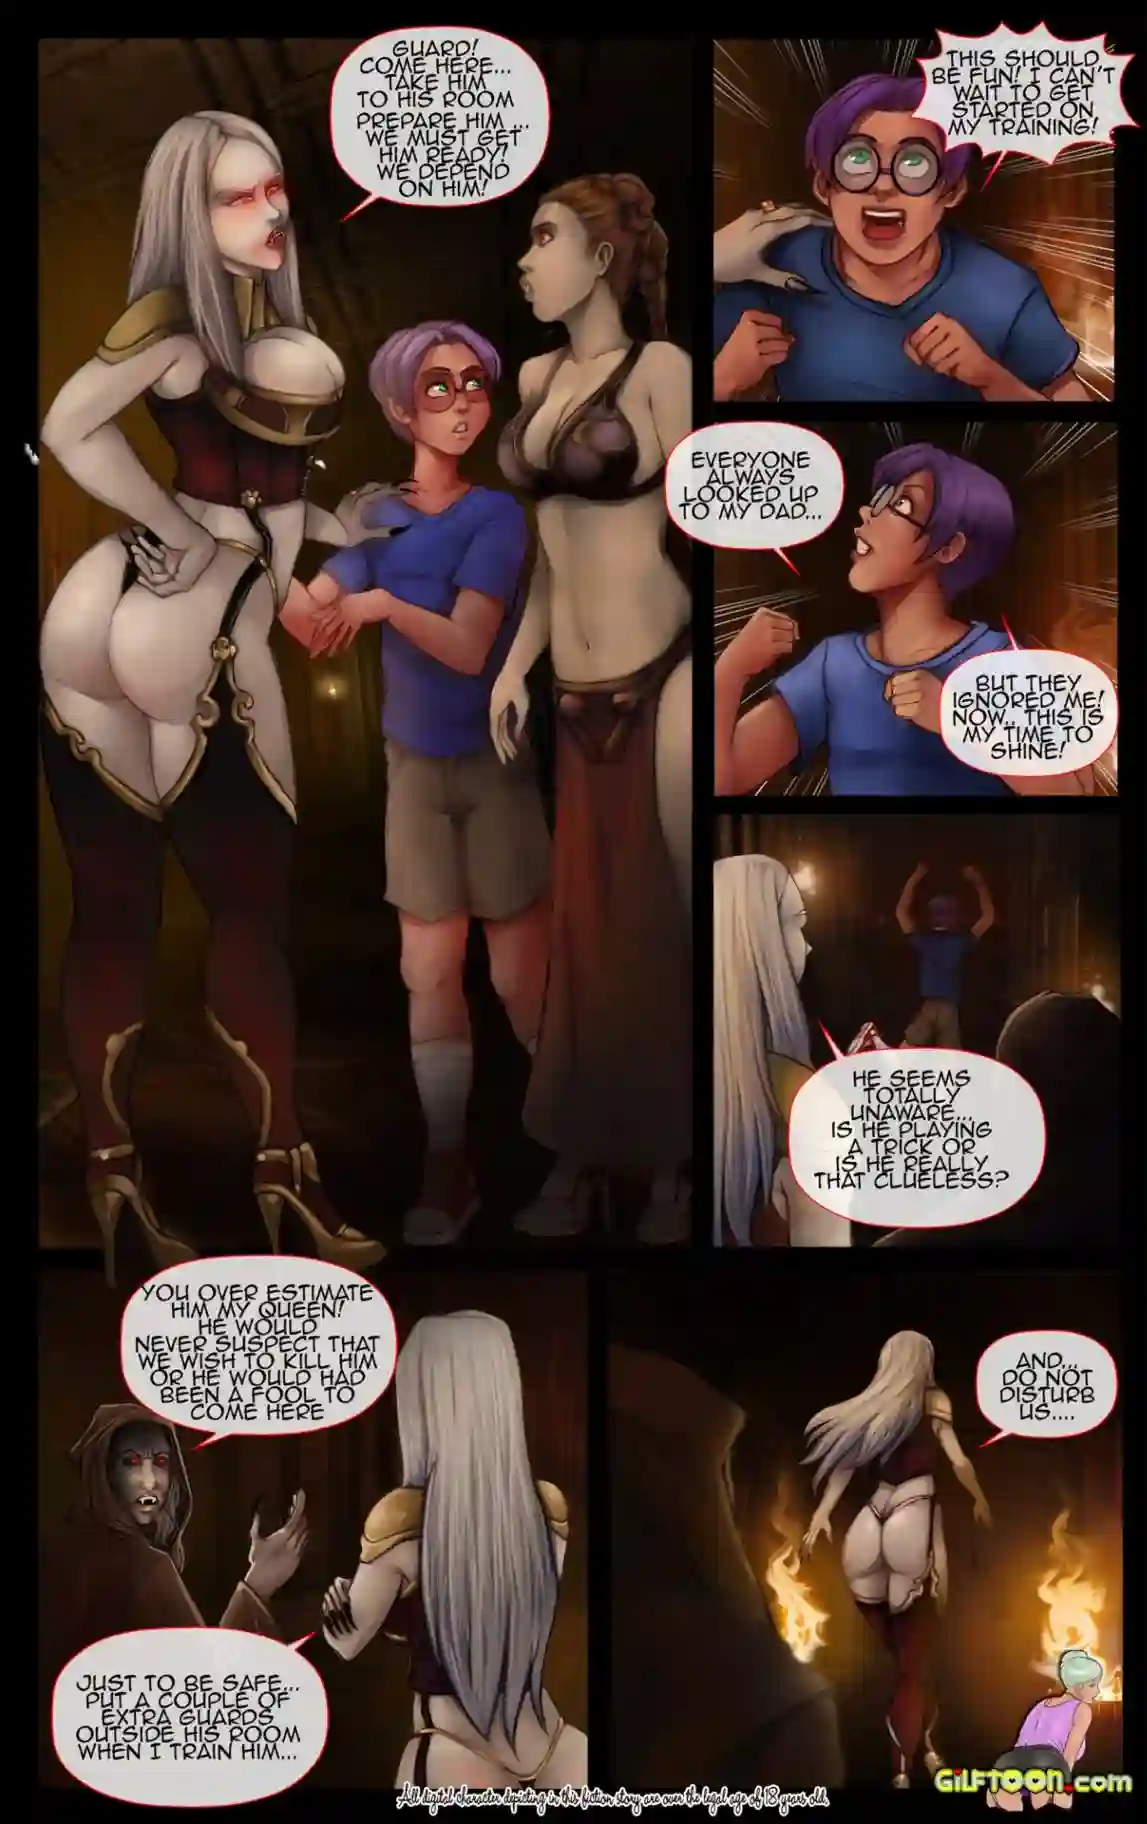 GUARD!
COME HERE...
TAKE HIM
TO HIS ROOM
PREPARE HIM ...
WE MUST GET
HIM READY!
WE DEPEND
ON HIM!
THIS SHOULD
BE FUN! I CAN'T
WAIT TO GET
STARTED ON
MY TRAINING!
EVERYONE
ALWAYS
LOOKED UP
TO MY DAD...
BUT THEY
IGNORED ME!
NOW.. THIS IS
MY TIME TO
SHINE!
HE SEEMS
TOTALLY
UNAWARE...
IS HE PLAYING
A TRICK OR
IS HE REALLY
THAT CLUELESS?
YOU OVER ESTIMATE
HIM MY QUEEN!
HE WOULD
NEVER SUSPECT THAT
WE WISH TO KILL HIM
OR HE WOULD HAD
BEEN A FOOL TO
COME HERE
JUST TO BE SAFE...
PUT A COUPLE OF
EXTRA GUARDS
OUTSIDE HIS ROOM
WHEN I TRAIN HIM...
AND...
DO NOT
DISTURB
US....
GILFTOON.com
All digital character depicting in this fiction story are over the legal age of 18 years old.